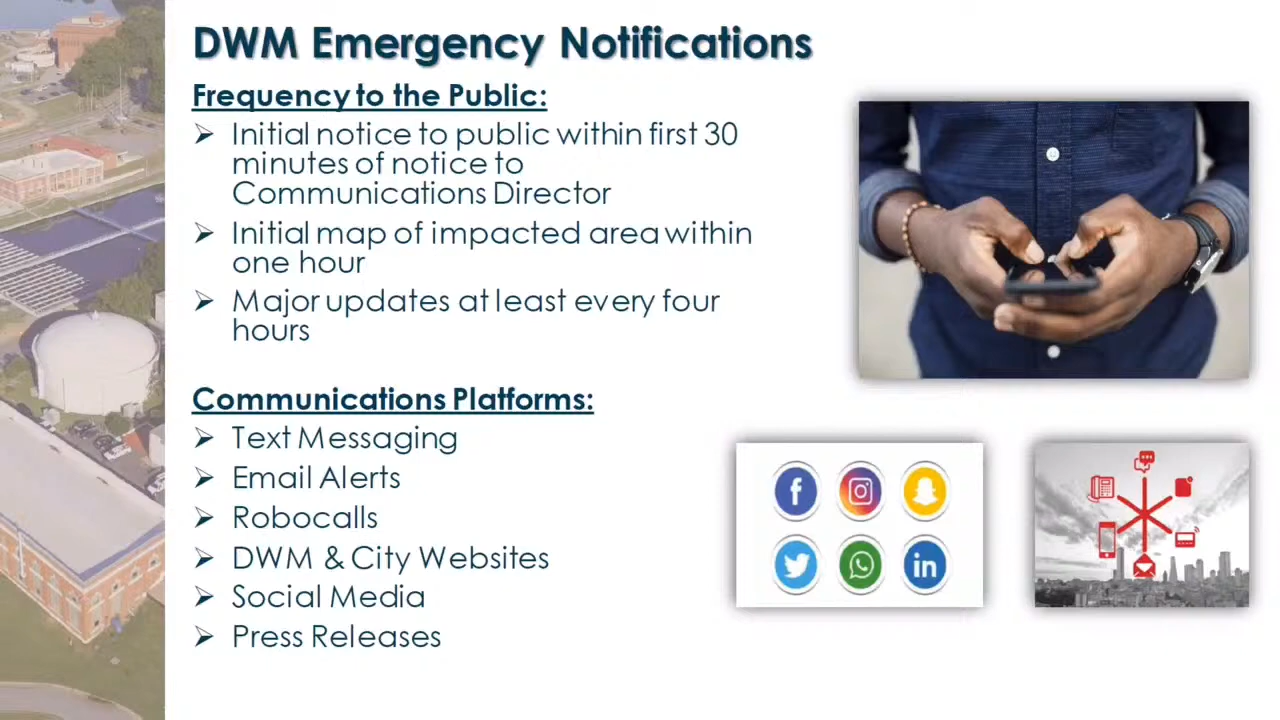 DWM Emergency Notifications
Frequency to the Public:
Initial notice to public within first 30
minutes of notice to
Communications Director
Initial map of impacted area within
one hour
Major updates at least every four
hours
Communications Platforms:
Text Messaging
Email Alerts
Robocalls
DWM & City Websites
Social Media
Press Releases